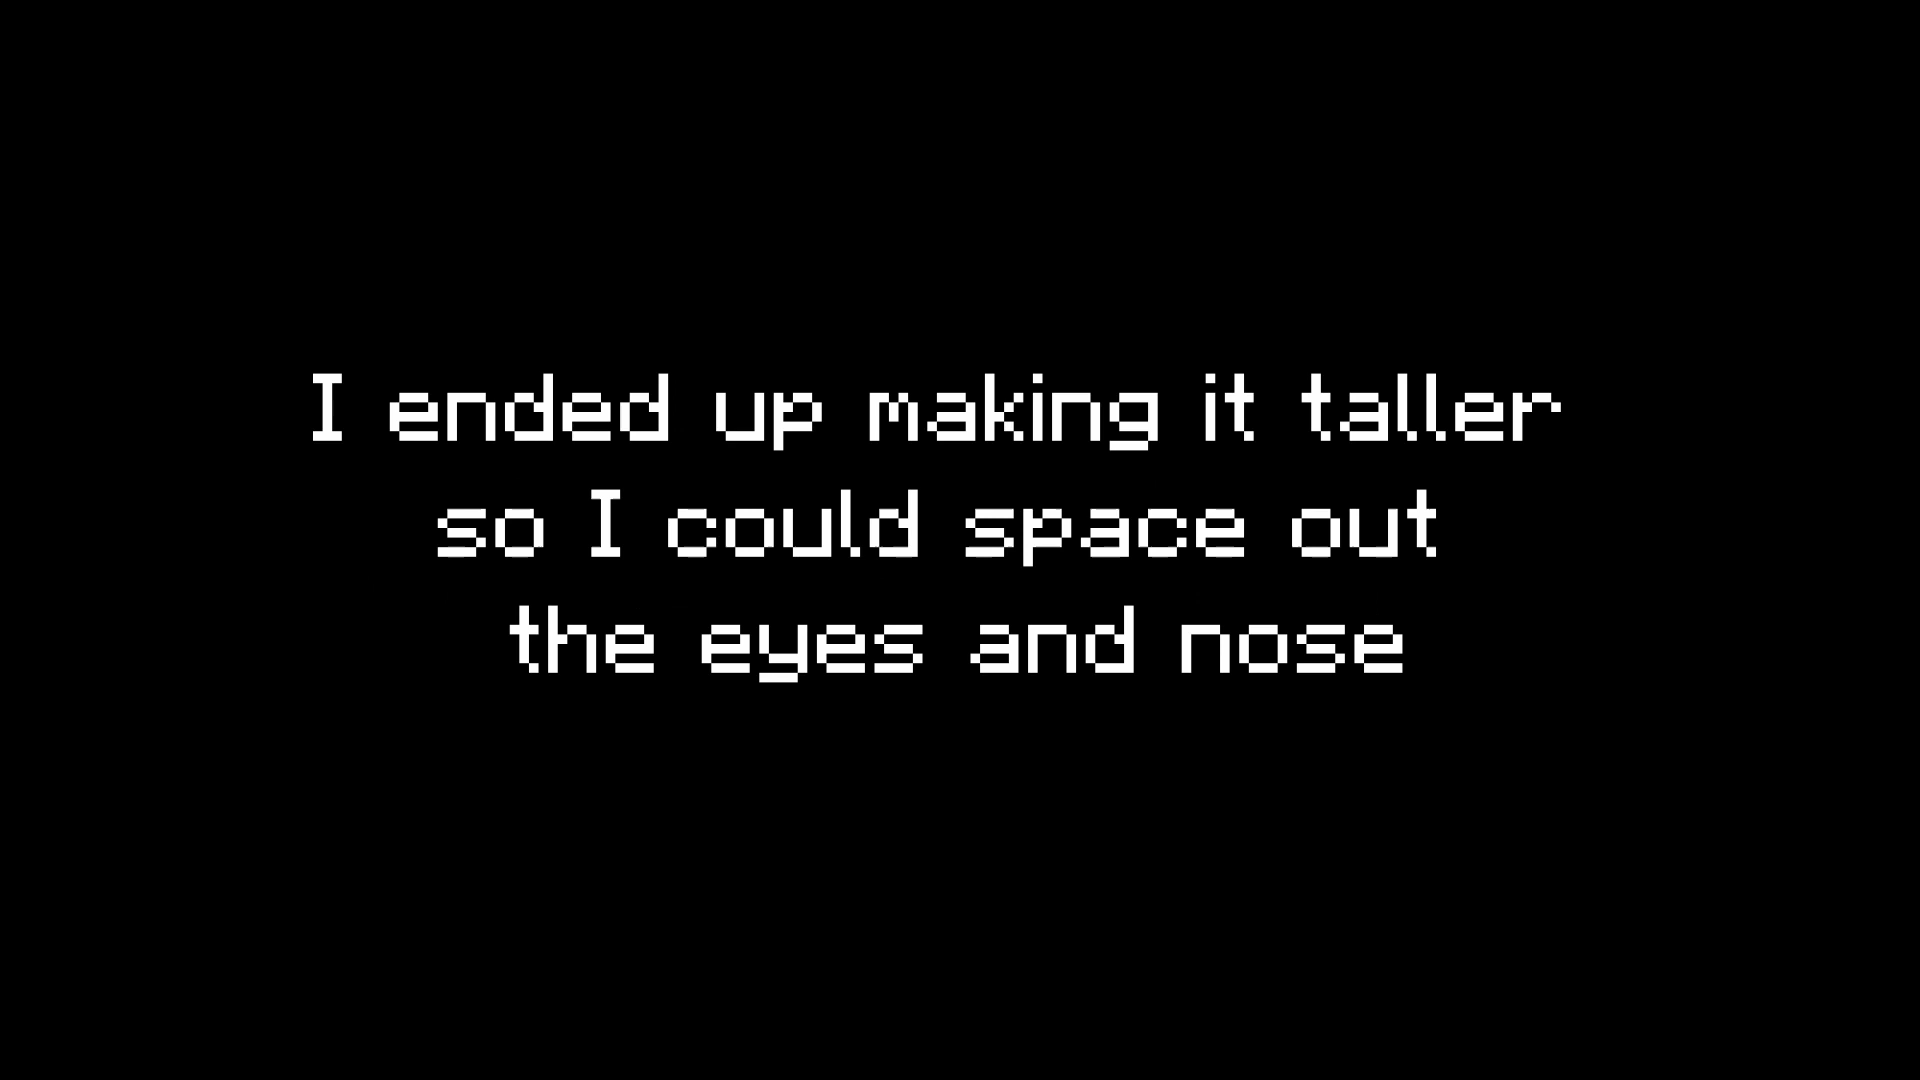 I ended up making it taller
so I could space out
the eyes and nose